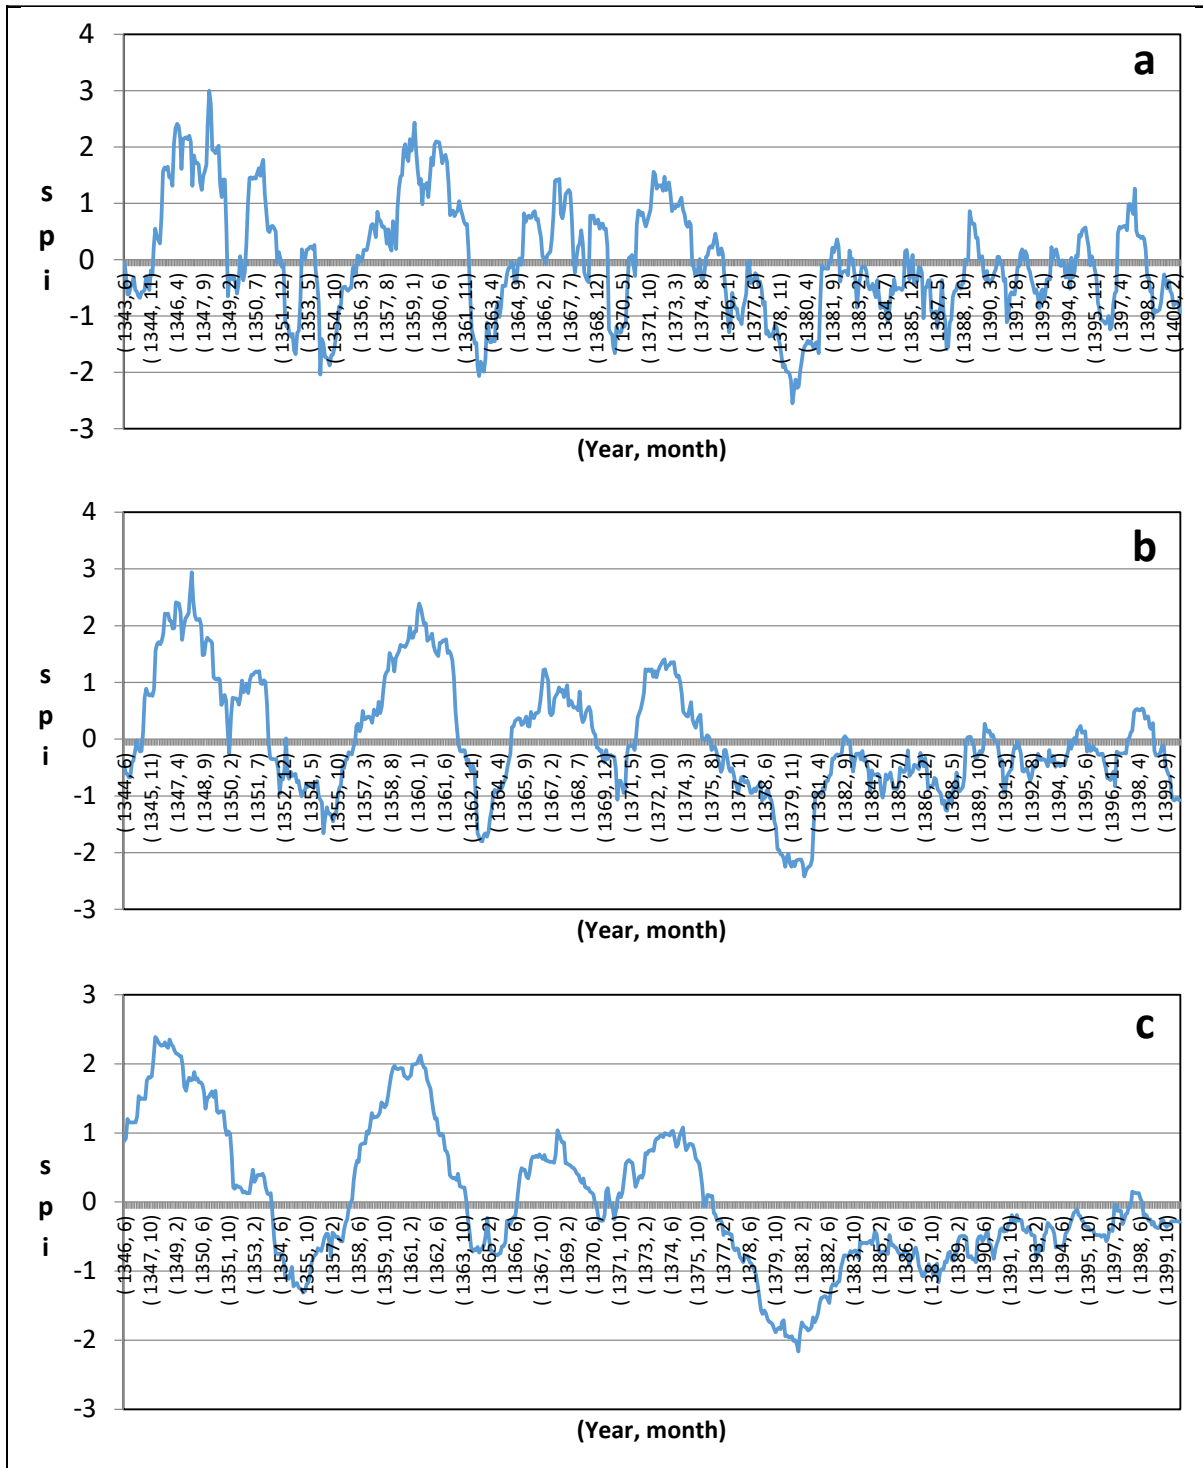 a
4
3
2
1
0
-1
-2
-3
s
p
i
( 1343, 6)
( 1344, 11)
( 1346, 4)
( 1347, 9)
( 1349, 2)
( 1350, 7)
( 1351, 12)
( 1353, 5)
( 1354, 10)
( 1356, 3)
( 1357, 8)
( 1359, 1)
( 1360, 6)
( 1361, 11)
( 1363, 4)
( 1364, 9)
( 1366, 2)
( 1367, 7)
( 1368, 12)
( 1370, 5)
( 1371, 10)
( 1373, 3)
( 1374, 8)
( 1376, 1)
( 1377, 6)
( 1378, 11)
( 1380, 4)
( 1381, 9)
( 1383, 2)
( 1384, 7)
( 1385, 12)
( 1387, 5)
( 1388, 10)
( 1390, 3)
( 1391, 8)
( 1393, 1)
( 1394, 6)
( 1395, 11)
( 1397, 4)
( 1398, 9)
( 1400, 2)
(Year, month)
b
4
3
2
1
0
-1
-2
-3
s
p
i
( 1344, 6)
( 1345, 11)
( 1347, 4)
( 1348, 9)
( 1350, 2)
( 1351, 7)
( 1352, 12)
( 1354, 5)
( 1355, 10)
( 1357, 3)
( 1358, 8)
( 1360, 1)
( 1361, 6)
( 1362, 11)
( 1364, 4)
( 1365, 9)
( 1367, 2)
( 1368, 7)
( 1369, 12)
( 1371, 5)
( 1372, 10)
( 1374, 3)
( 1375, 8)
( 1377, 1)
( 1378, 6)
( 1379, 11)
( 1381, 4)
( 1382, 9)
( 1384, 2)
( 1385, 7)
( 1386, 12)
( 1388, 5)
( 1389, 10)
( 1391, 3)
( 1392, 8)
( 1394, 1)
( 1395, 6)
( 1396, 11)
( 1398, 4)
( 1399, 9)
(Year, month)
c
3
2
1
0
-1
-2
-3
s
p
i
( 1346, 6)
( 1347, 10)
( 1349, 2)
( 1350, 6)
( 1351, 10)
( 1353, 2)
( 1354, 6)
( 1355, 10)
( 1357, 2)
( 1358, 6)
( 1359, 10)
( 1361, 2)
( 1362, 6)
( 1363, 10)
( 1365, 2)
( 1366, 6)
( 1367, 10)
( 1369, 2)
( 1370, 6)
( 1371, 10)
( 1373, 2)
( 1374, 6)
( 1375, 10)
( 1377, 2)
( 1378, 6)
( 1379, 10)
( 1381, 2)
( 1382, 6)
( 1383, 10)
( 1385, 2)
( 1386, 6)
( 1387, 10)
( 1389, 2)
( 1390, 6)
( 1391, 10)
( 1393, 2)
( 1394, 6)
( 1395, 10)
( 1397, 2)
( 1398, 6)
( 1399, 10)
(Year, month)